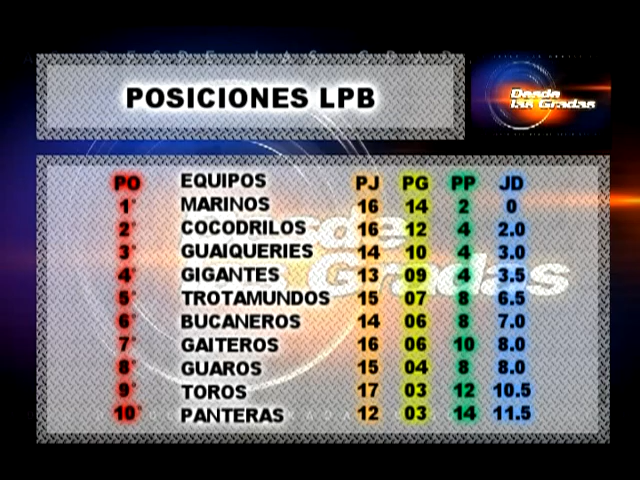 POSICIONES LPB
Desde
las Gradas
PO EQUIPOS PJ PG PP JD
1° MARINOS 16 14 2 0
2° COCODRILOS 16 12 4 2.0
3° GUAIQUERIES 14 10 4 3.0
4° GIGANTES 13 09 4 3.5
5° TROTAMUNDOS 15 07 8 6.5
6° BUCANEROS 14 06 8 7.0
7° GAITEROS 16 06 10 8.0
8° GUAROS 15 04 8 8.0
9° TOROS 17 03 12 10.5
10° PANTERAS 12 03 14 11.5
Desde
las Gradas